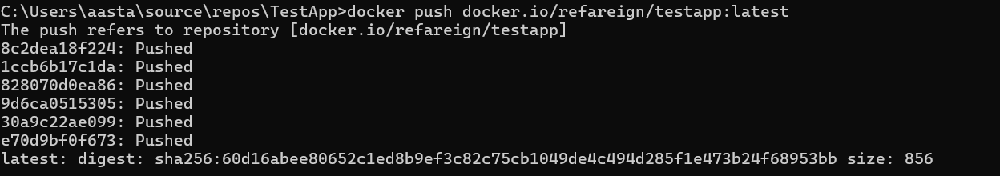 C:\Users\aasta\source\repos\TestApp>docker push docker.io/refareign/testapp:latest
The push refers to repository [docker.io/refareign/testapp]
8c2dea18f224: Pushed
1ccb6b17c1da: Pushed
828070d0ea86: Pushed
9d6ca0515305: Pushed
30a9c22ae099: Pushed
e70d9bf0f673: Pushed
latest: digest: sha256:60d16abee80652c1ed8b9ef3c82c75cb1049de4c494d285f1e473b24f68953bb size: 856